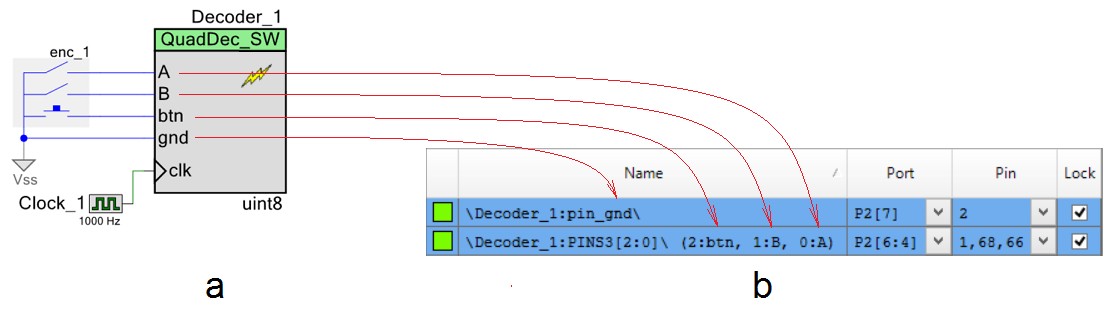 Decoder_1
QuadDec_SW
enc_1
A
B
btn
gnd
clk
Vss
Clock_1
1000 Hz
uint8
Name / Port Pin Lock
\Decoder_1:pin_gnd\ P2[7] 2
\Decoder_1:PINS3[2:0]\ (2:btn, 1:B, 0:A) P2[6:4] 1,68,66
a b